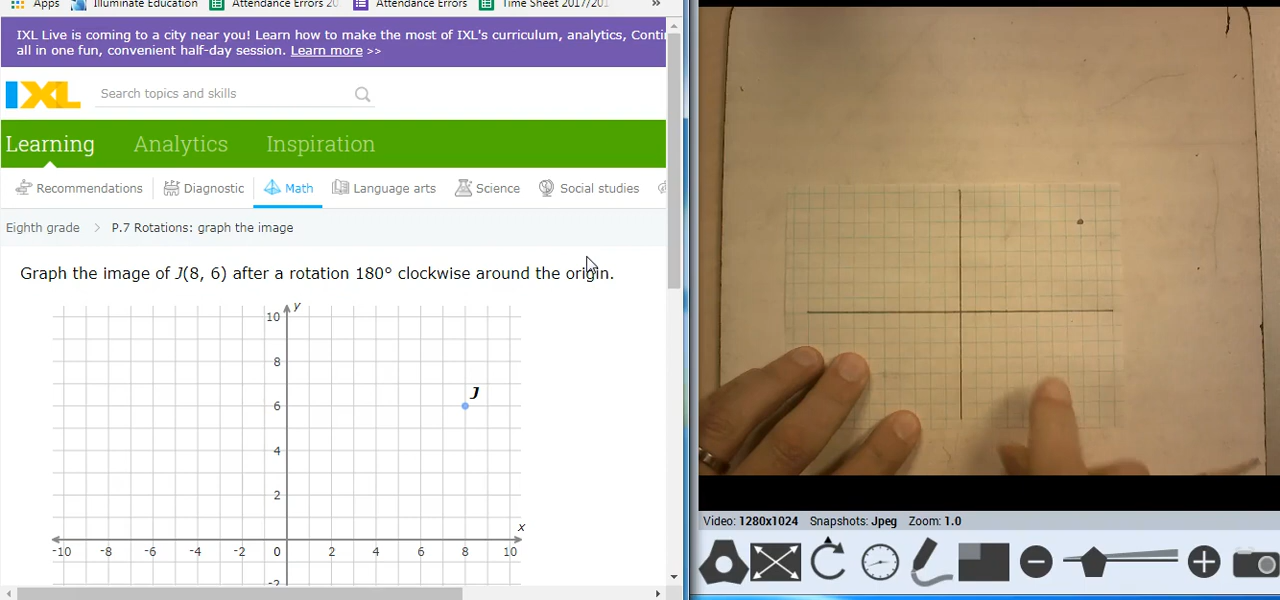 Apps Illuminate Education Attendance Errors 20 Attendance Errors Time Sheet 2017/201 »
IXL Live is coming to a city near you! Learn how to make the most of IXL's curriculum, analytics, Conti
all in one fun, convenient half-day session. Learn more >>
IXL Search topics and skills
Learning Analytics Inspiration
Recommendations Diagnostic Math Language arts Science Social studies
Eighth grade > P.7 Rotations: graph the image
Graph the image of J(8, 6) after a rotation 180° clockwise around the origin.
y
10
8
J
6
4
2
x
-10 -8 -6 -4 -2 0 2 4 6 8 10
-2
Video: 1280x1024 Snapshots: Jpeg Zoom: 1.0